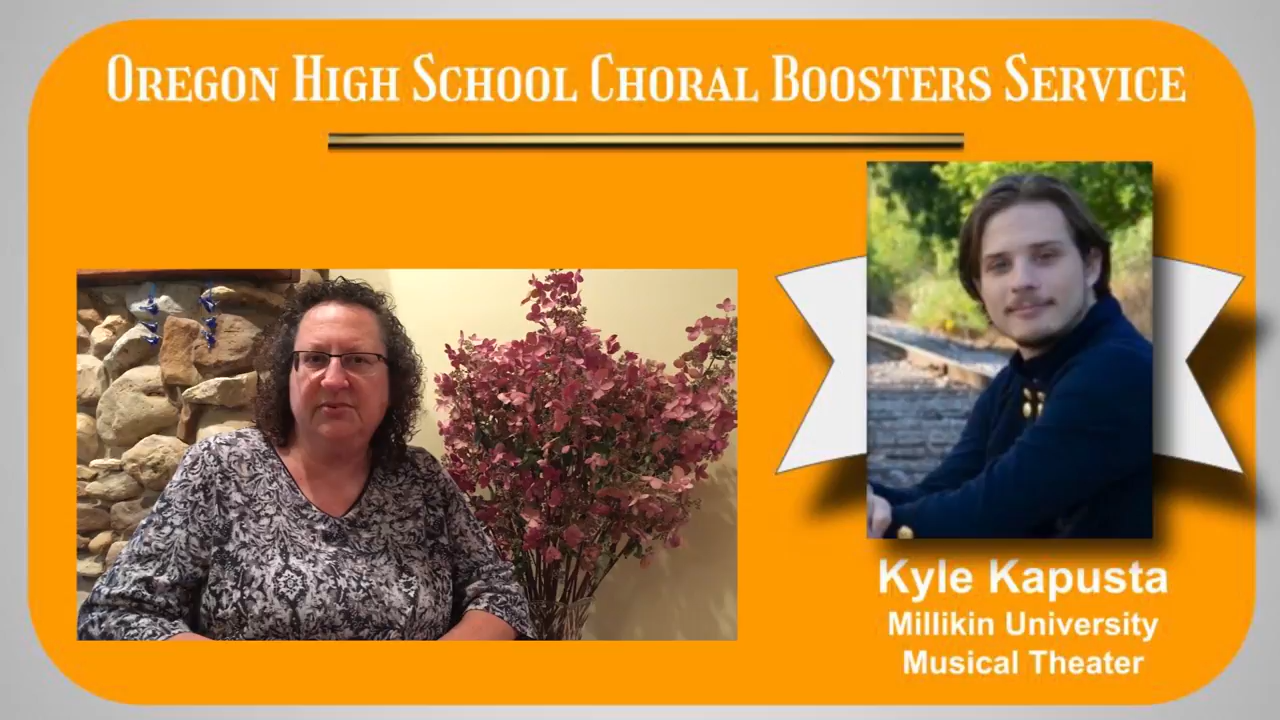 Oregon High School Choral Boosters Service
Kyle Kapusta
Millikin University
Musical Theater